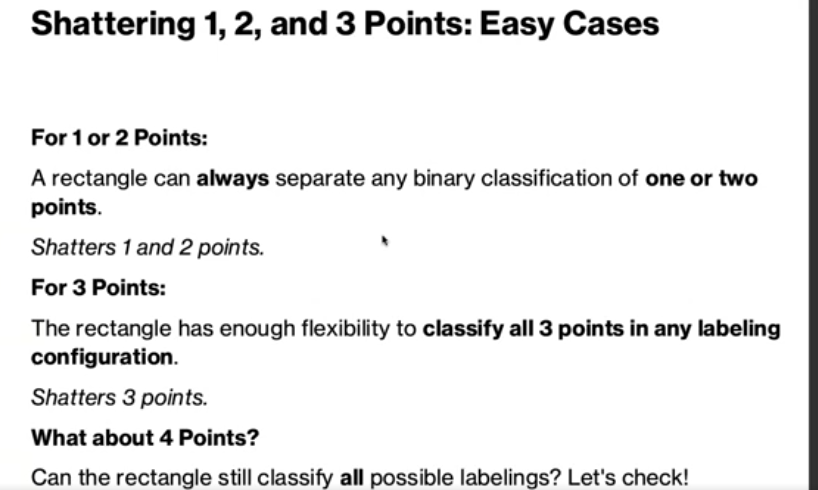 Shattering 1, 2, and 3 Points: Easy Cases
For 1 or 2 Points:
A rectangle can always separate any binary classification of one or two
points.
Shatters 1 and 2 points.
For 3 Points:
The rectangle has enough flexibility to classify all 3 points in any labeling
configuration.
Shatters 3 points.
What about 4 Points?
Can the rectangle still classify all possible labelings? Let's check!